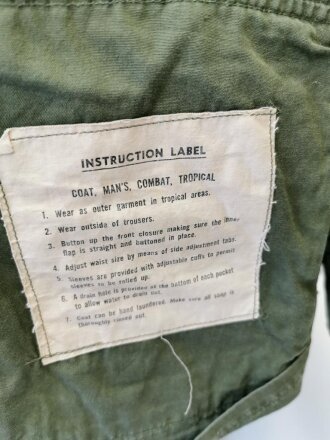 INSTRUCTION LABEL
COAT, MAN'S, COMBAT, TROPICAL
1. Wear as outer garment in tropical areas.
2. Wear outside of trousers.
3. Button up the front closure making sure the inner
flap is straight and buttoned in place.
4. Adjust waist size by means of side adjustment tabs.
5. Sleeves are provided with adjustable cuffs to permit
sleeves to be rolled up.
6. A drain hole is provided at the bottom of each pocket
to allow water to drain out.
7. Coat can be hand laundered. Make sure all soap is
thoroughly rinsed out.